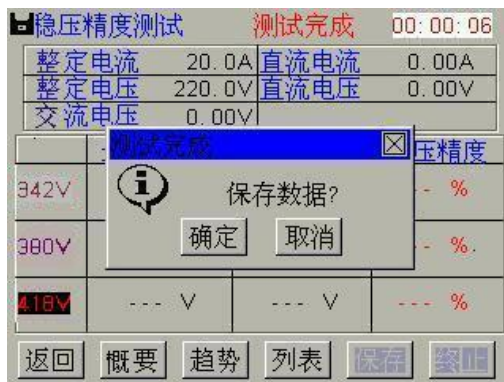 稳压精度测试 测试完成 00:00:06
整定电流 20.0A 直流电流 0.00A
整定电压 220.0V 直流电压 0.00V
交流电压 0.00V
测试完成
压精度
342V - - %
保存数据?
380V - - %.
确定 取消
418V --- V --- V --- %
返回 概要 趋势 列表 保存 终止